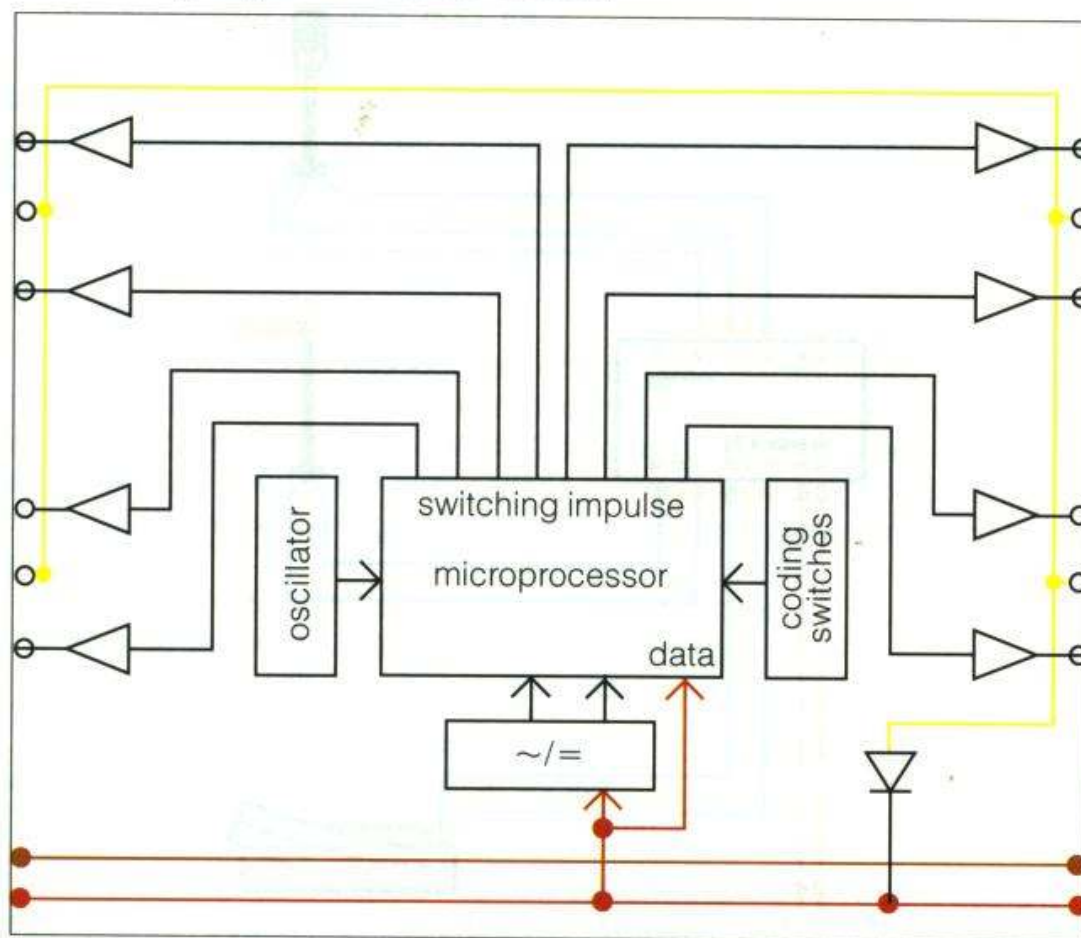 switching impulse
oscillator
microprocessor
coding
switches
data
~/=